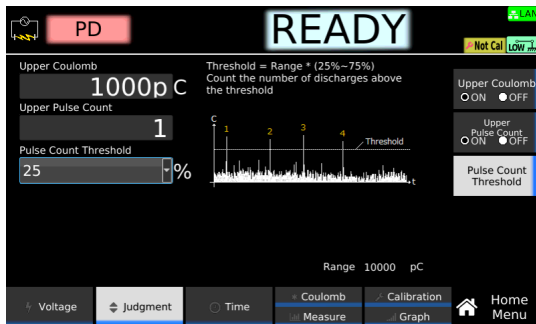 PD
READY
LAN
Not Cal LOW
Upper Coulomb
1000p C
Upper Pulse Count
1
Pulse Count Threshold
25 %
Threshold = Range * (25%~75%)
Count the number of discharges above
the threshold
C
1 2 3 4
Threshold
t
Range 10000 pC
Upper Coulomb
ON OFF
Upper
Pulse Count
ON OFF
Pulse Count
Threshold
Voltage
Judgment
Time
Coulomb
Measure
Calibration
Graph
Home
Menu